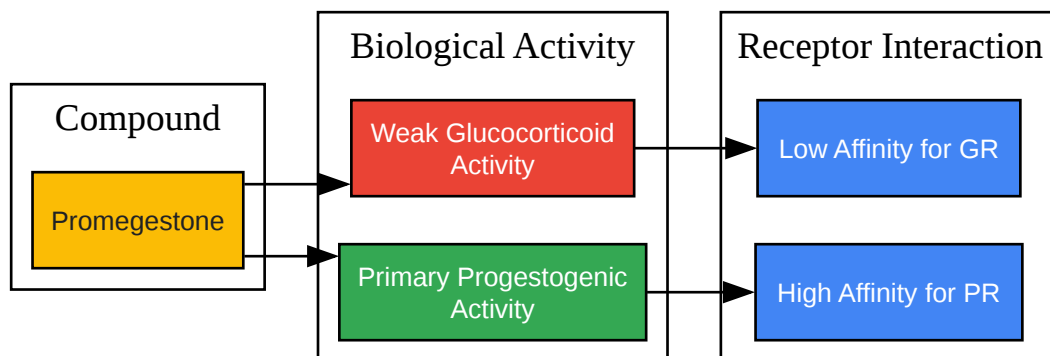 Compound
Promegestone
Biological Activity
Weak Glucocorticoid
Activity
Primary Progestogenic
Activity
Receptor Interaction
Low Affinity for GR
High Affinity for PR